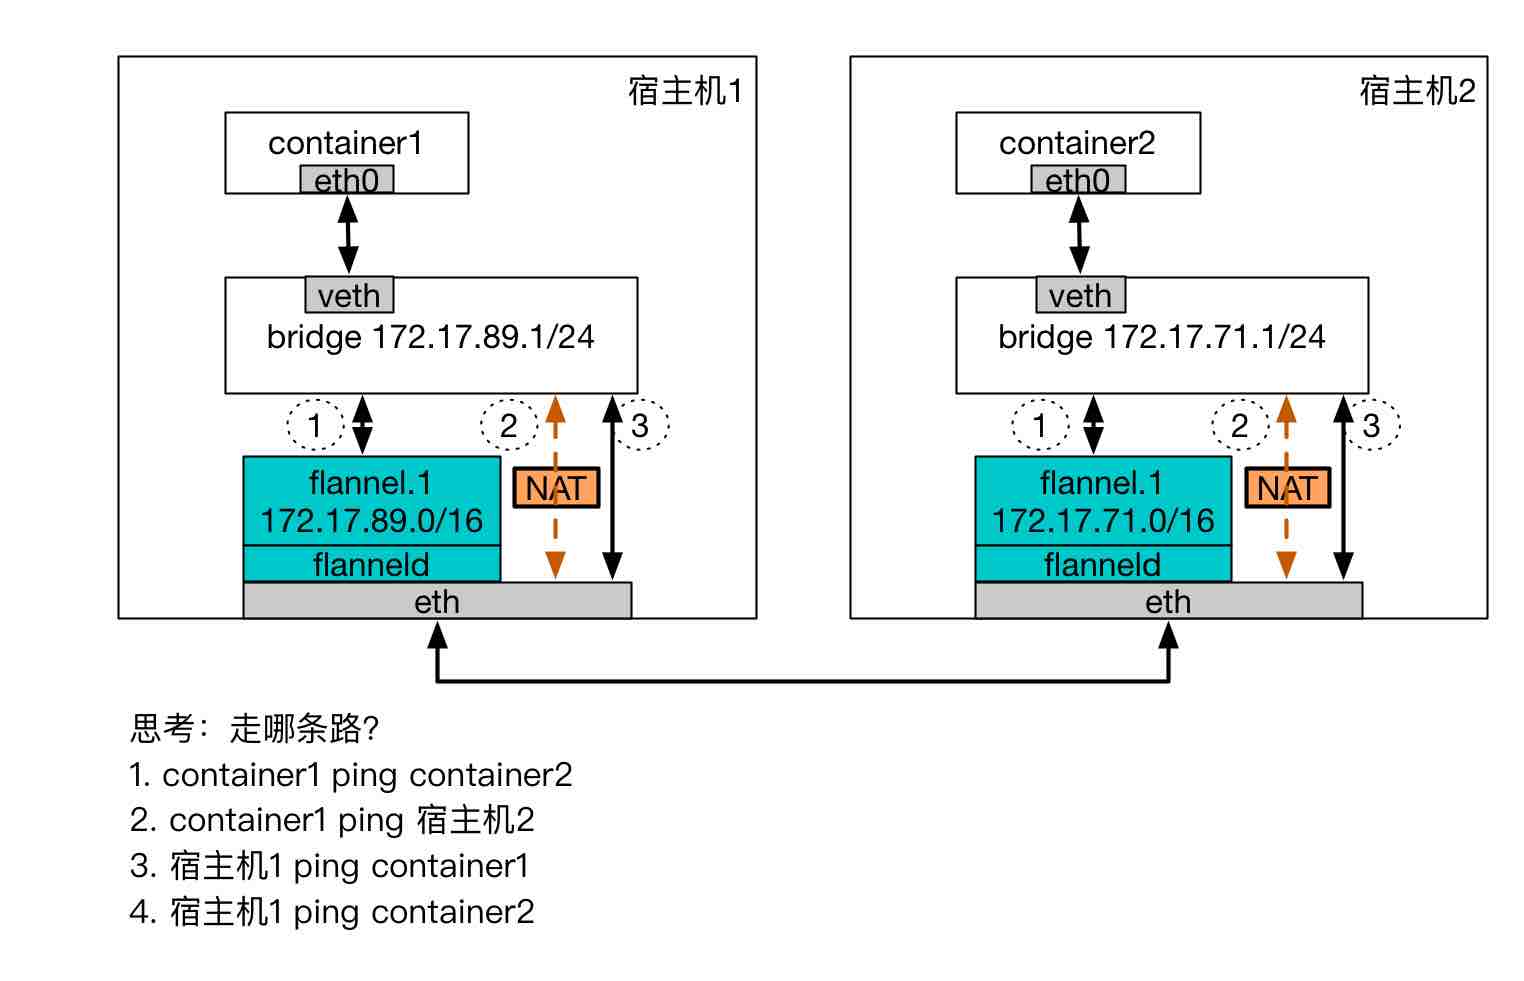 宿主机1
container1
eth0
veth
bridge 172.17.89.1/24
1
2
3
flannel.1
172.17.89.0/16
NAT
flanneld
eth
宿主机2
container2
eth0
veth
bridge 172.17.71.1/24
1
2
3
flannel.1
172.17.71.0/16
NAT
flanneld
eth
思考：走哪条路？
1. container1 ping container2
2. container1 ping 宿主机2
3. 宿主机1 ping container1
4. 宿主机1 ping container2